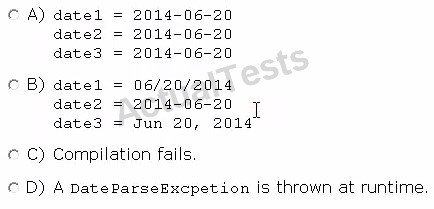 A) date1 = 2014-06-20
date2 = 2014-06-20
date3 = 2014-06-20
B) date1 = 06/20/2014
date2 = 2014-06-20
date3 = Jun 20, 2014
C) Compilation fails.
D) A DateParseExcpetion is thrown at runtime.
ActualTests